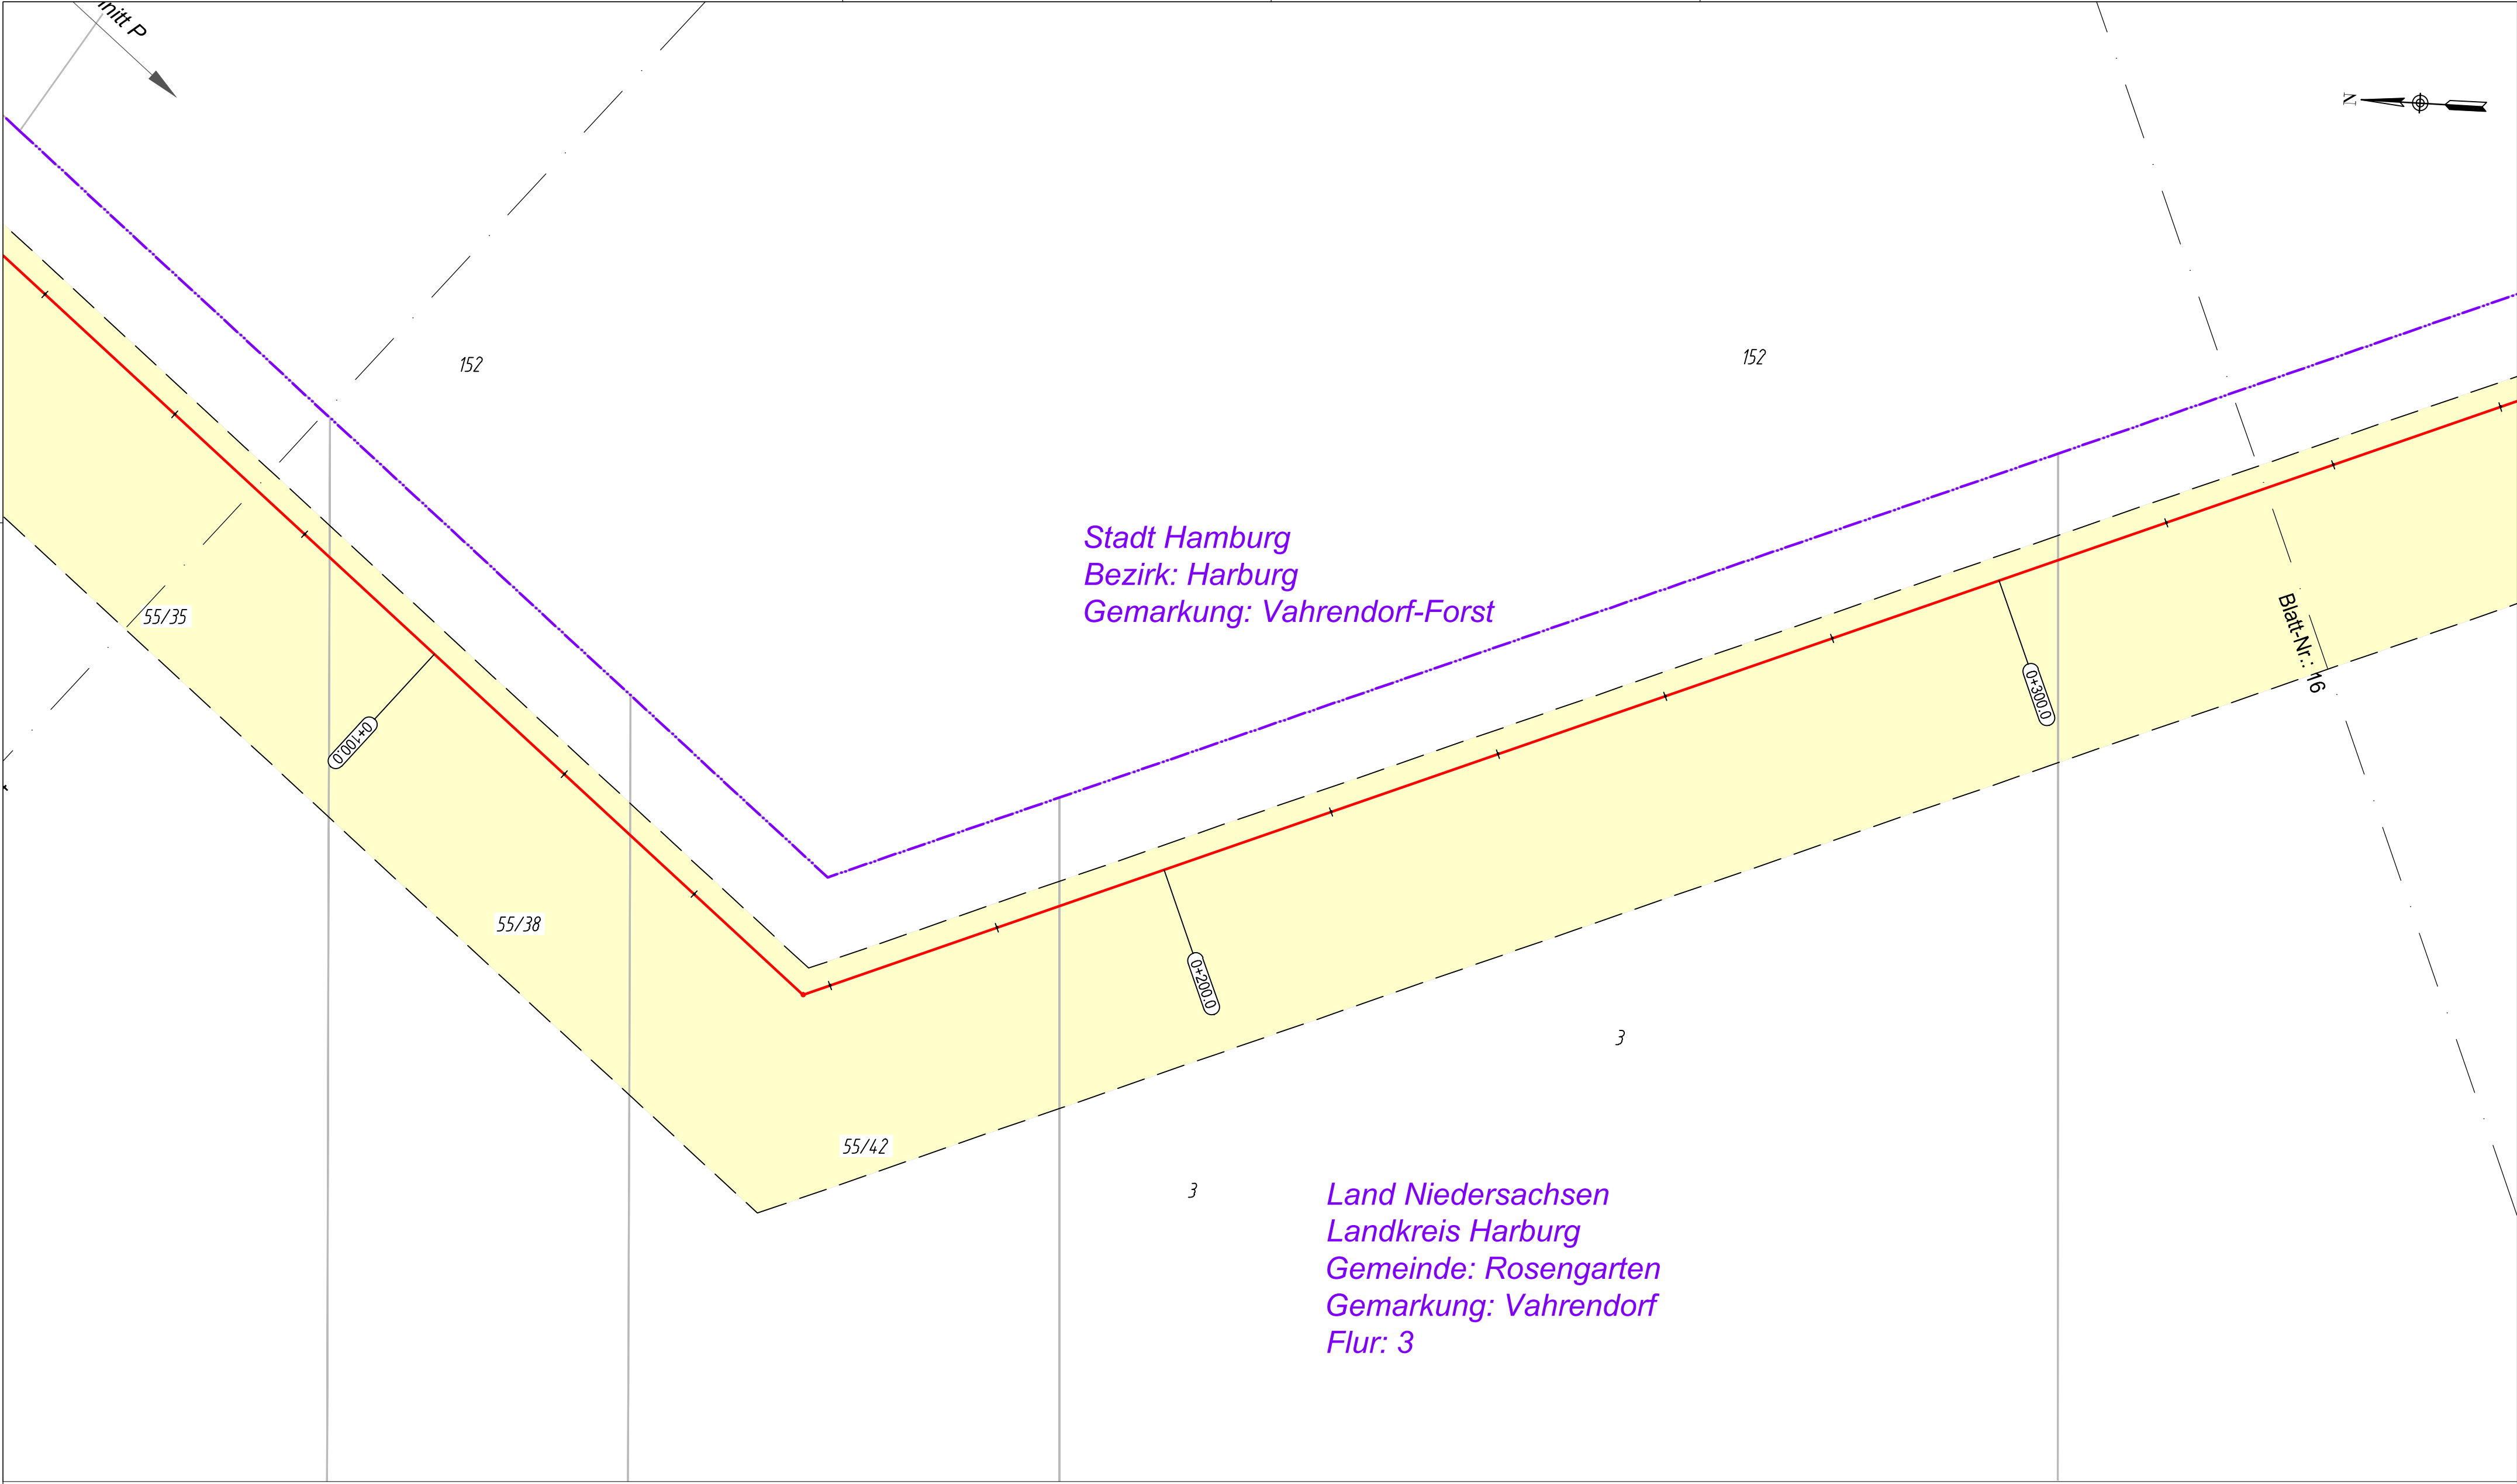 nitt P
N
152
152
Stadt Hamburg
Bezirk: Harburg
Gemarkung: Vahrendorf-Forst
55/35
0+100.0
0+300.0
Blatt-Nr.: 16
55/38
0+200.0
3
55/42
3
Land Niedersachsen
Landkreis Harburg
Gemeinde: Rosengarten
Gemarkung: Vahrendorf
Flur: 3